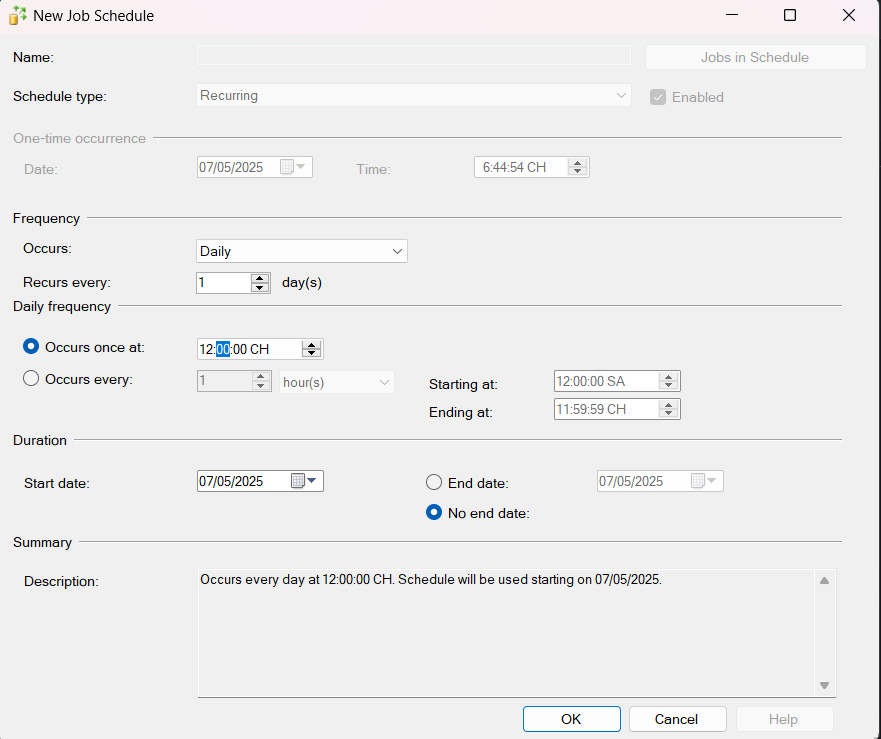 New Job Schedule
Name:
Jobs in Schedule
Schedule type: Recurring
Enabled
One-time occurrence
Date: 07/05/2025 Time: 6:44:54 CH
Frequency
Occurs: Daily
Recurs every: 1 day(s)
Daily frequency
Occurs once at: 12:00:00 CH
Occurs every: 1 hour(s) Starting at: 12:00:00 SA
Ending at: 11:59:59 CH
Duration
Start date: 07/05/2025 End date: 07/05/2025
No end date:
Summary
Description: Occurs every day at 12:00:00 CH. Schedule will be used starting on 07/05/2025.
OK Cancel Help